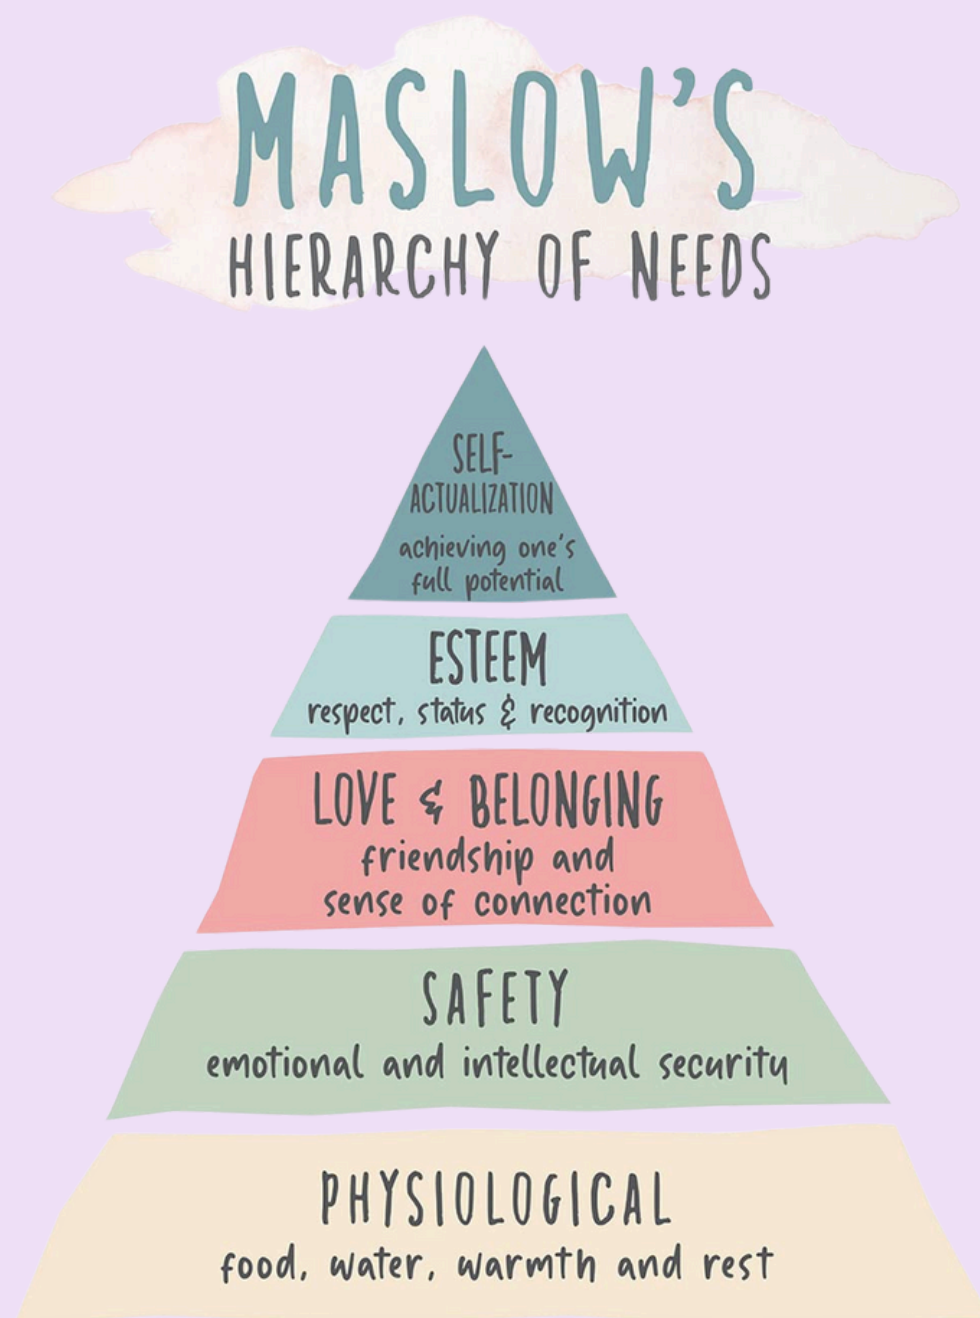 MASLOW'S
HIERARCHY OF NEEDS
SELF-
ACTUALIZATION
achieving one's
full potential
ESTEEM
respect, status & recognition
LOVE & BELONGING
friendship and
sense of connection
SAFETY
emotional and intellectual security
PHYSIOLOGICAL
food, water, warmth and rest